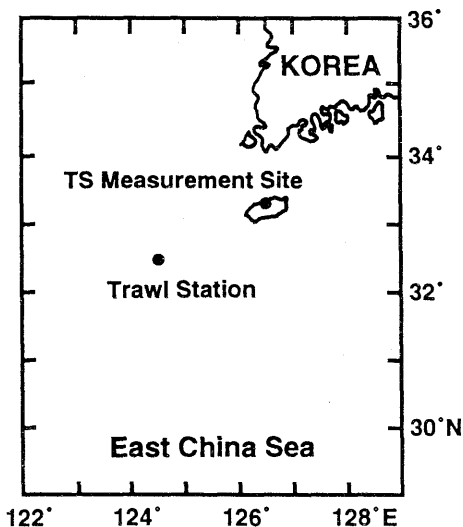 36°
KOREA
34°
TS Measurement Site
32°
Trawl Station
30°N
East China Sea
122° 124° 126° 128°E